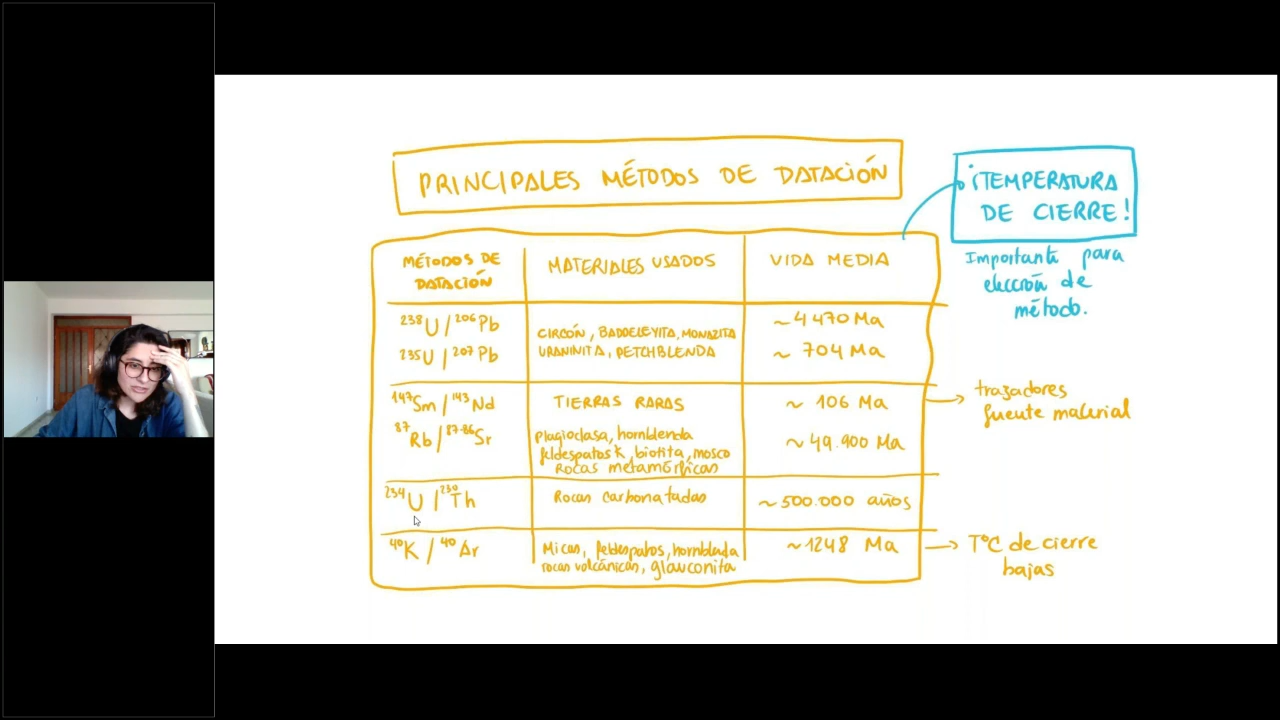 PRINCIPALES MÉTODOS DE DATACIÓN
¡TEMPERATURA
DE CIERRE!
Importante para
elección de
método.
MÉTODOS DE
DATACIÓN
MATERIALES USADOS
VIDA MEDIA
²³⁸U / ²⁰⁶Pb
²³⁵U / ²⁰⁷Pb
CIRCÓN, BADDELEYITA, MONAZITA
URANINITA, PETCHBLENDA
~ 4470 Ma
~ 704 Ma
¹⁴⁷Sm / ¹⁴³Nd
TIERRAS RARAS
~ 106 Ma
⁸⁷Rb / ⁸⁷⁻⁸⁶Sr
plagioclasa, hornblenda
feldespatos K, biotita, mosco
Rocas metamórficas
~ 49.900 Ma
→ trazadores
fuente material
²³⁴U / ²³⁰Th
Rocas carbonatadas
~ 500.000 años
⁴⁰K / ⁴⁰Ar
Micas, feldespatos, hornblada
rocas volcánicas, glauconita
~ 1248 Ma
→ TºC de cierre
bajas